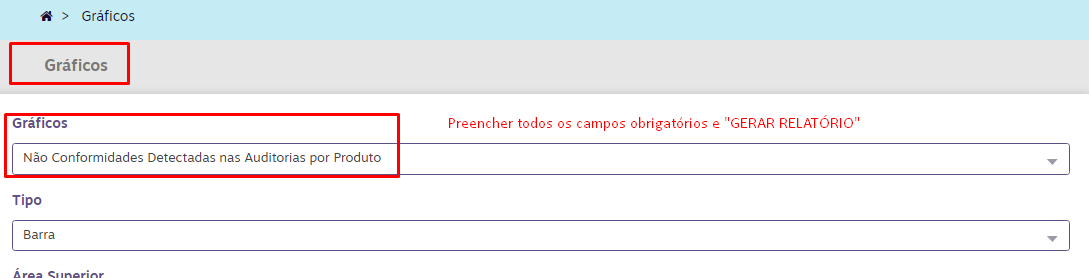 > Gráficos
Gráficos
Gráficos
Preencher todos os campos obrigatórios e "GERAR RELATÓRIO"
Não Conformidades Detectadas nas Auditorias por Produto
Tipo
Barra
Área Superior